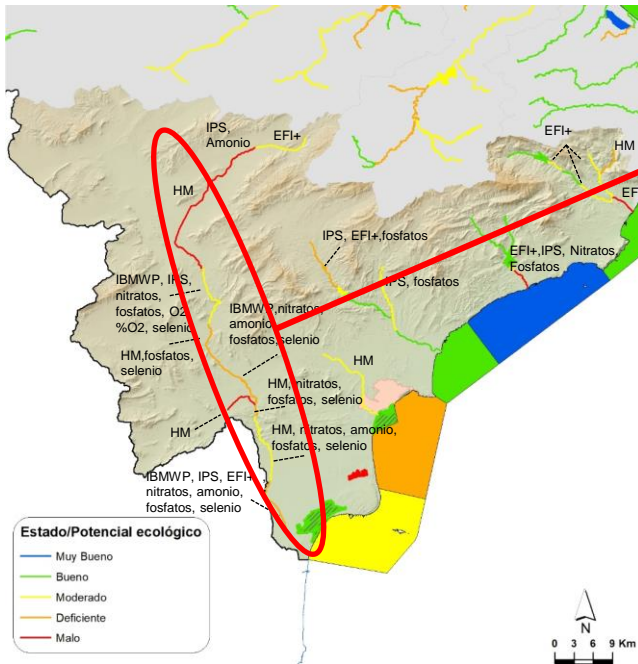 IPS,
Amonio
EFI+
HM
EFI+
HM
EF
IPS, EFI+,fosfatos
EFI+,IPS, Nitratos,
Fosfatos
IPS, fosfatos
IBMWP, IPS,
nitratos,
fosfatos, O2,
%O2, selenio
IBMWP,nitratos,
amonio,
fosfatos,selenio
HM,fosfatos,
selenio
HM
HM,nitratos,
fosfatos, selenio
HM
HM, nitratos, amonio,
fosfatos, selenio
IBMWP, IPS, EFI+,
nitratos, amonio,
fosfatos, selenio
Estado/Potencial ecológico
Muy Bueno
Bueno
Moderado
Deficiente
Malo
N
0 3 6 9 Km